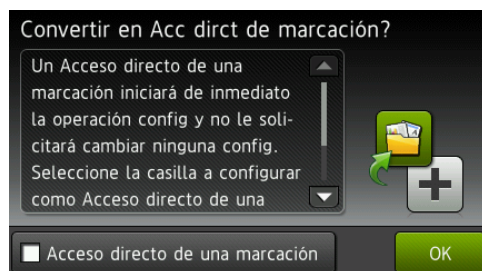 Convertir en Acc dirct de marcación?
Un Acceso directo de una
marcación iniciará de inmediato
la operación config y no le soli-
citará cambiar ninguna config.
Seleccione la casilla a configurar
como Acceso directo de una
Acceso directo de una marcación
OK